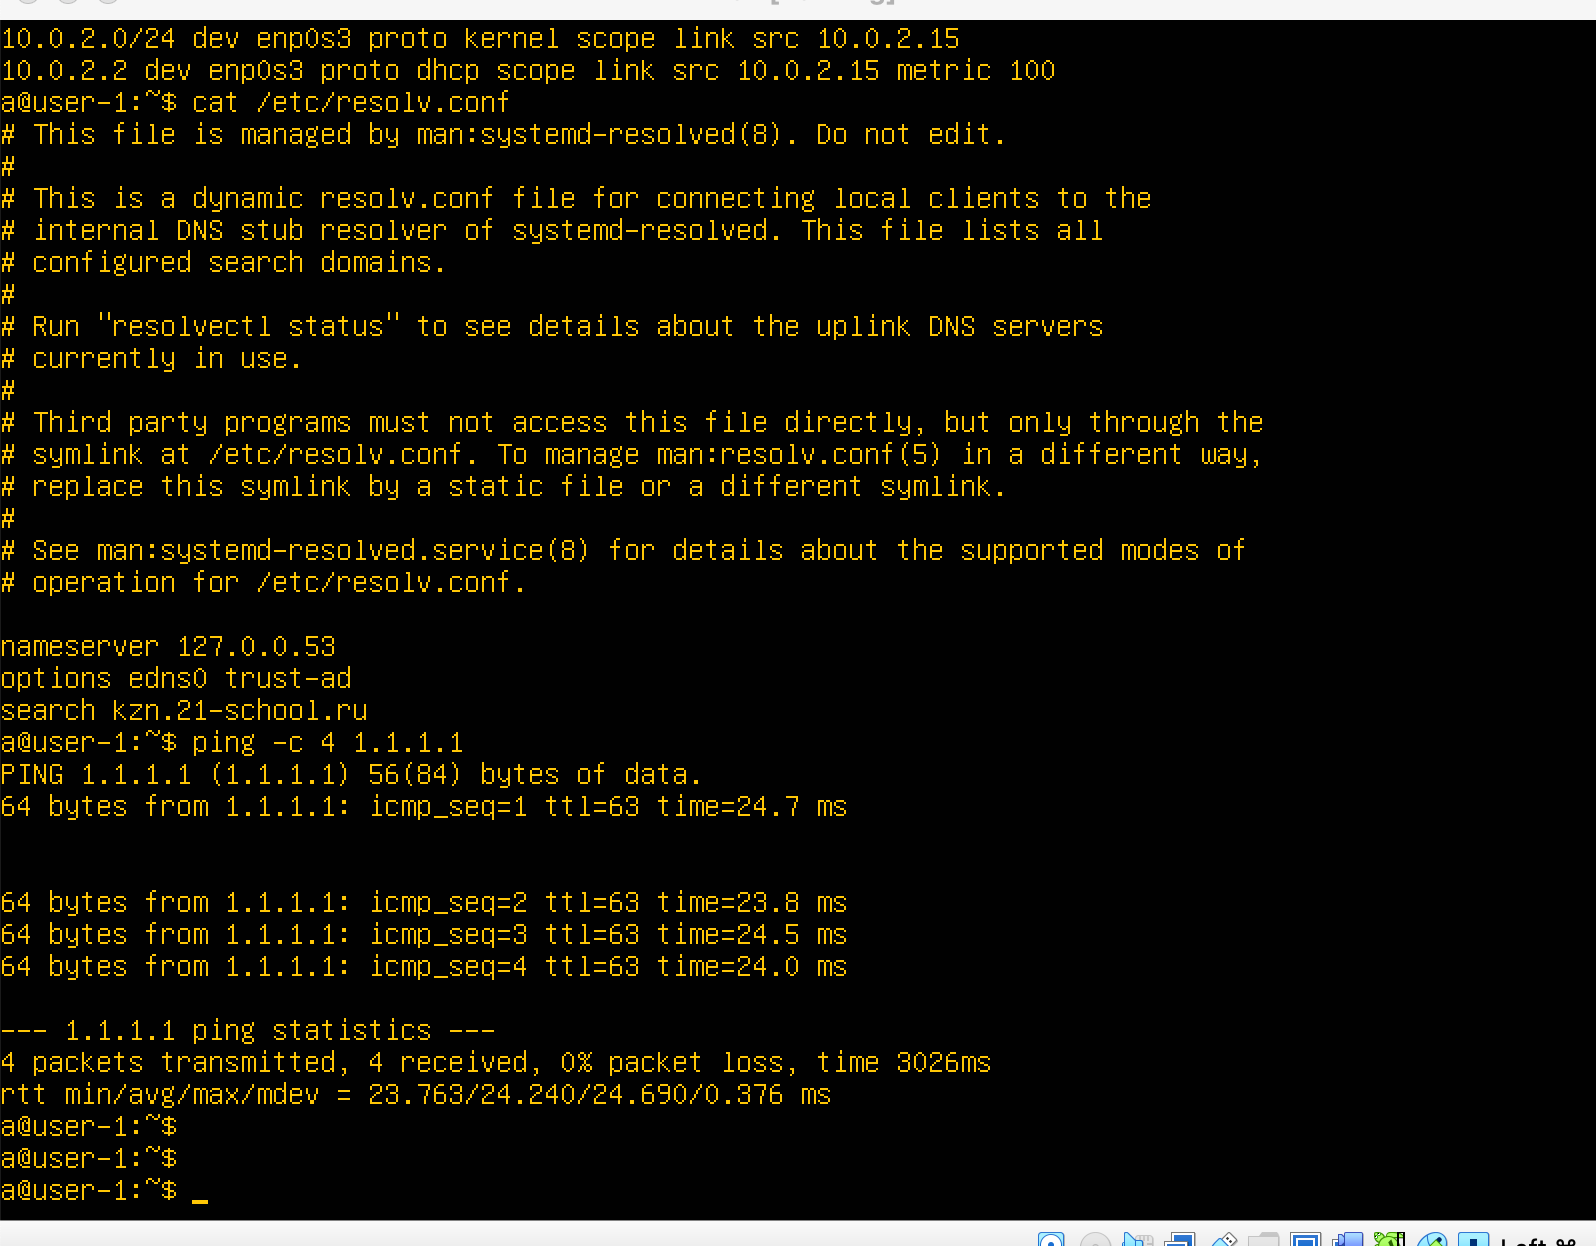 10.0.2.0/24 dev enp0s3 proto kernel scope link src 10.0.2.15
10.0.2.2 dev enp0s3 proto dhcp scope link src 10.0.2.15 metric 100
a@user-1:~$ cat /etc/resolv.conf
# This file is managed by man:systemd-resolved(8). Do not edit.
#
# This is a dynamic resolv.conf file for connecting local clients to the
# internal DNS stub resolver of systemd-resolved. This file lists all
# configured search domains.
#
# Run "resolvectl status" to see details about the uplink DNS servers
# currently in use.
#
# Third party programs must not access this file directly, but only through the
# symlink at /etc/resolv.conf. To manage man:resolv.conf(5) in a different way,
# replace this symlink by a static file or a different symlink.
#
# See man:systemd-resolved.service(8) for details about the supported modes of
# operation for /etc/resolv.conf.
nameserver 127.0.0.53
options edns0 trust-ad
search kzn.21-school.ru
a@user-1:~$ ping -c 4 1.1.1.1
PING 1.1.1.1 (1.1.1.1) 56(84) bytes of data.
64 bytes from 1.1.1.1: icmp_seq=1 ttl=63 time=24.7 ms
64 bytes from 1.1.1.1: icmp_seq=2 ttl=63 time=23.8 ms
64 bytes from 1.1.1.1: icmp_seq=3 ttl=63 time=24.5 ms
64 bytes from 1.1.1.1: icmp_seq=4 ttl=63 time=24.0 ms
--- 1.1.1.1 ping statistics ---
4 packets transmitted, 4 received, 0% packet loss, time 3026ms
rtt min/avg/max/mdev = 23.763/24.240/24.690/0.376 ms
a@user-1:~$
a@user-1:~$
a@user-1:~$ _
Left ⌘